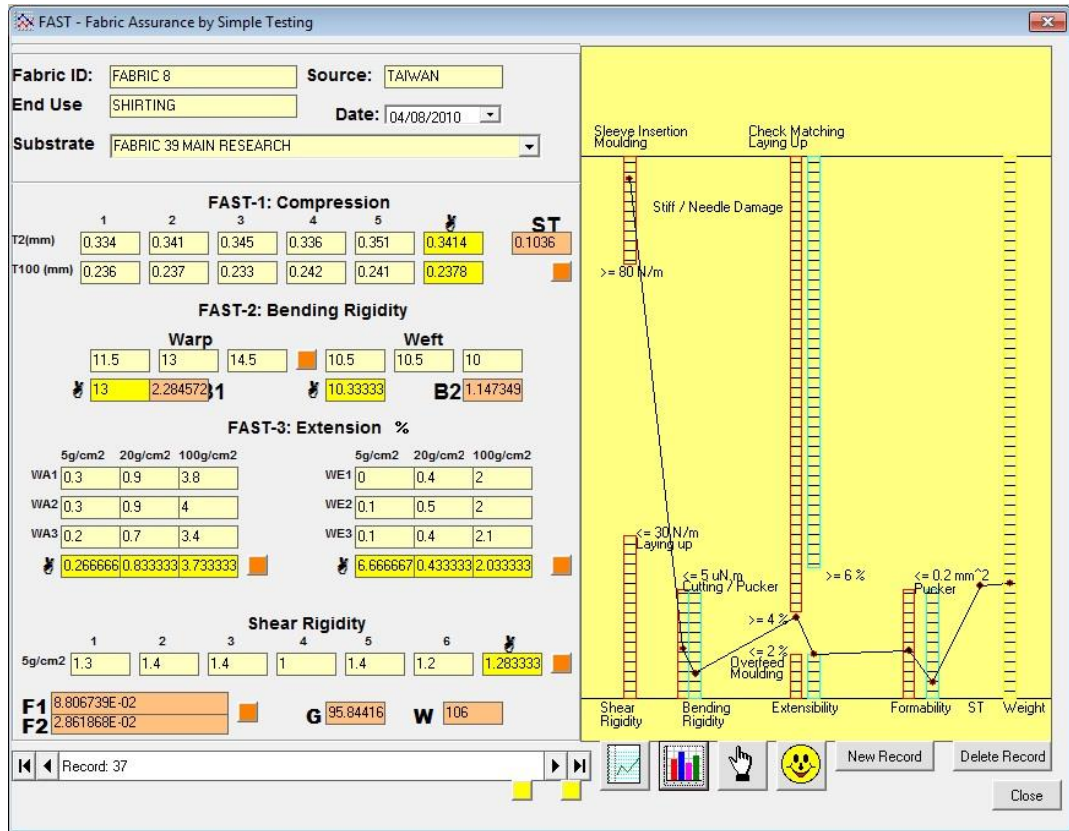 FAST - Fabric Assurance by Simple Testing
Fabric ID: FABRIC 8 Source: TAIWAN
End Use SHIRTING Date: 04/08/2010
Substrate FABRIC 39 MAIN RESEARCH
FAST-1: Compression
1 2 3 4 5 ST
T2(mm) 0.334 0.341 0.345 0.336 0.351 0.3414 0.1036
T100 (mm) 0.236 0.237 0.233 0.242 0.241 0.2378
FAST-2: Bending Rigidity
Warp Weft
11.5 13 14.5 10.5 10.5 10
13 2.284572 31 10.33333 B2 1.147349
FAST-3: Extension %
5g/cm2 20g/cm2 100g/cm2 5g/cm2 20g/cm2 100g/cm2
WA1 0.3 0.9 3.8 WE1 0 0.4 2
WA2 0.3 0.9 4 WE2 0.1 0.5 2
WA3 0.2 0.7 3.4 WE3 0.1 0.4 2.1
0.266666 0.833333 3.733333 6.666667 0.433333 2.033333
Shear Rigidity
1 2 3 4 5 6
5g/cm2 1.3 1.4 1.4 1 1.4 1.2 1.283333
F1 8.806739E-02
F2 2.861868E-02
G 95.84416 W 106
Record: 37
Sleeve Insertion Check Matching
Moulding Laying Up
Stiff / Needle Damage
>= 80 N/m
<= 30 N/m
Laying up
<= 5 uN.m >= 6 % <= 0.2 mm^2
Cutting / Pucker Pucker
>= 4 %
<= 2 %
Overfeed
Moulding
Shear Bending Extensibility Formability ST Weight
Rigidity Rigidity
New Record Delete Record
Close